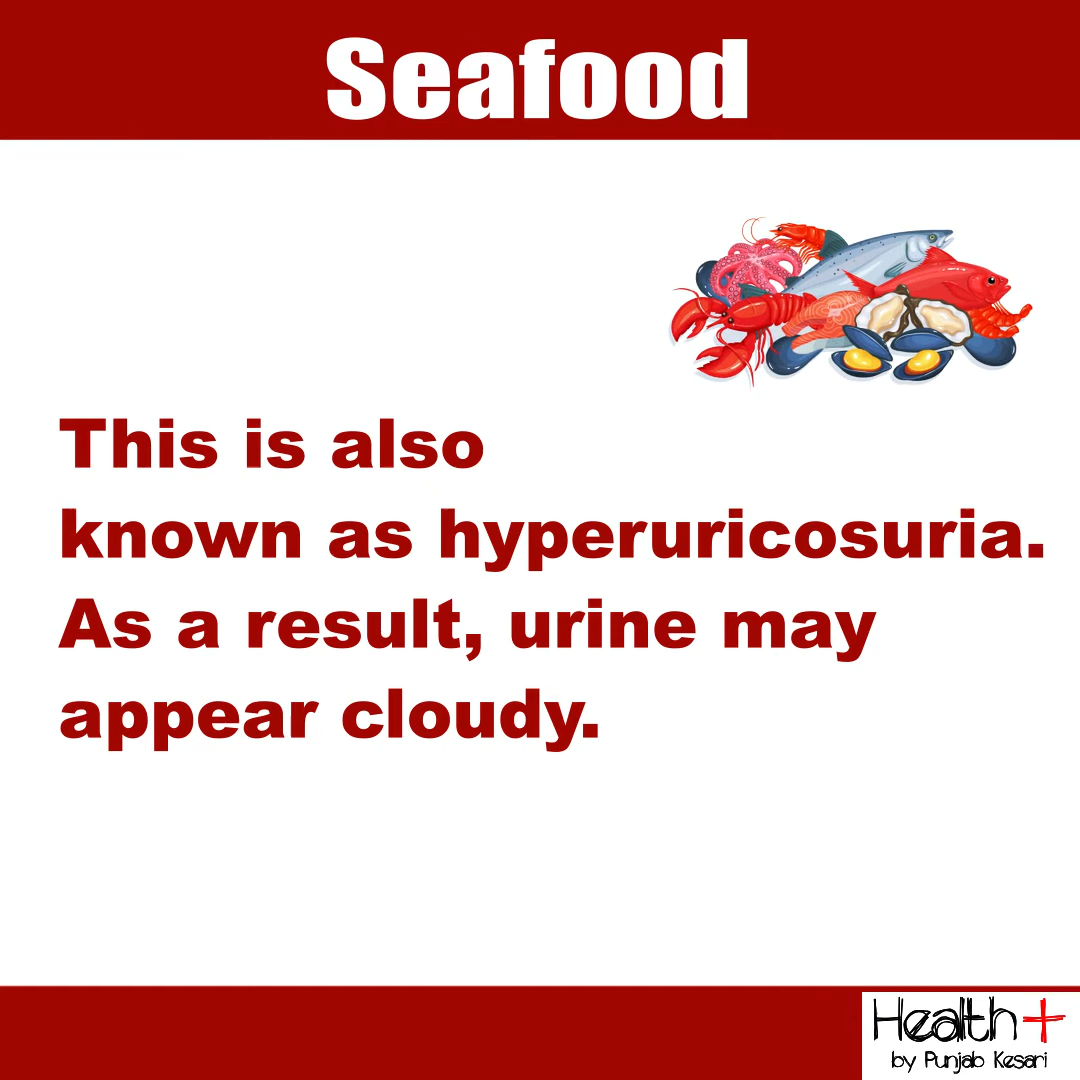 Seafood
This is also
known as hyperuricosuria.
As a result, urine may
appear cloudy.
Health+
by Punjab Kesari